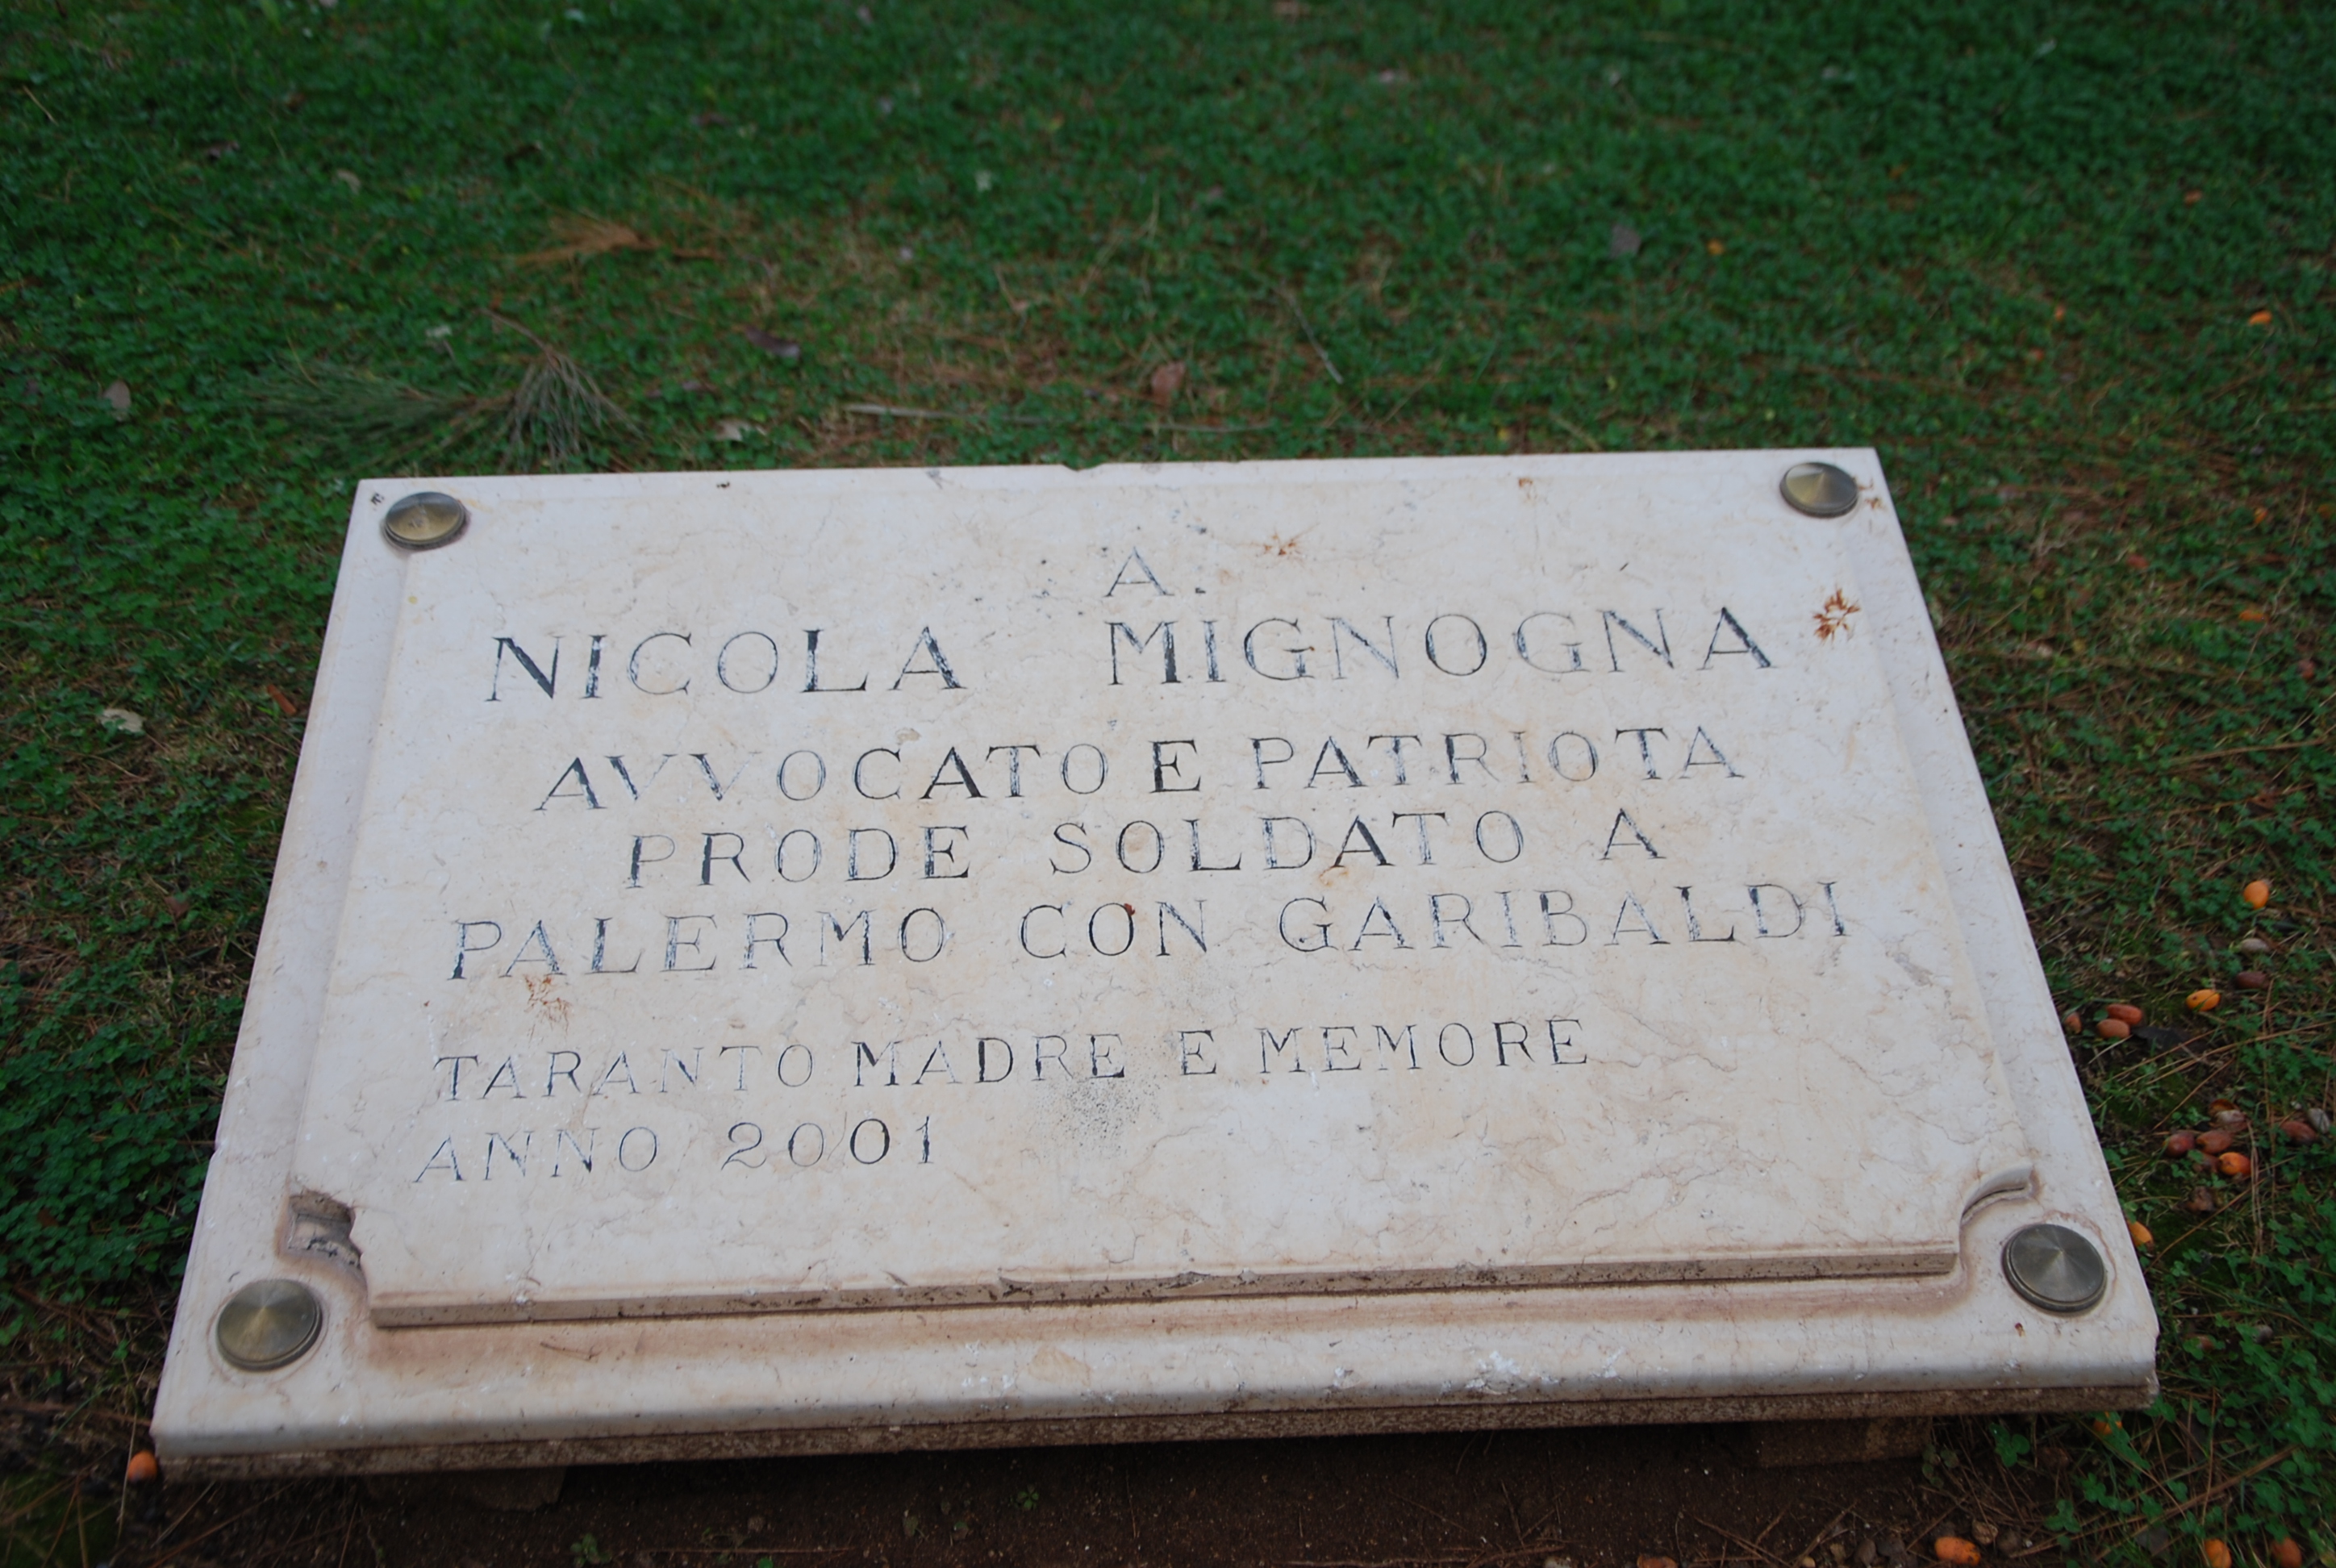 A
NICOLA MIGNOGNA
AVVOCATO E PATRIOTA
PRODE SOLDATO A
PALERMO CON GARIBALDI
TARANTO MADRE E MEMORE
ANNO 2001